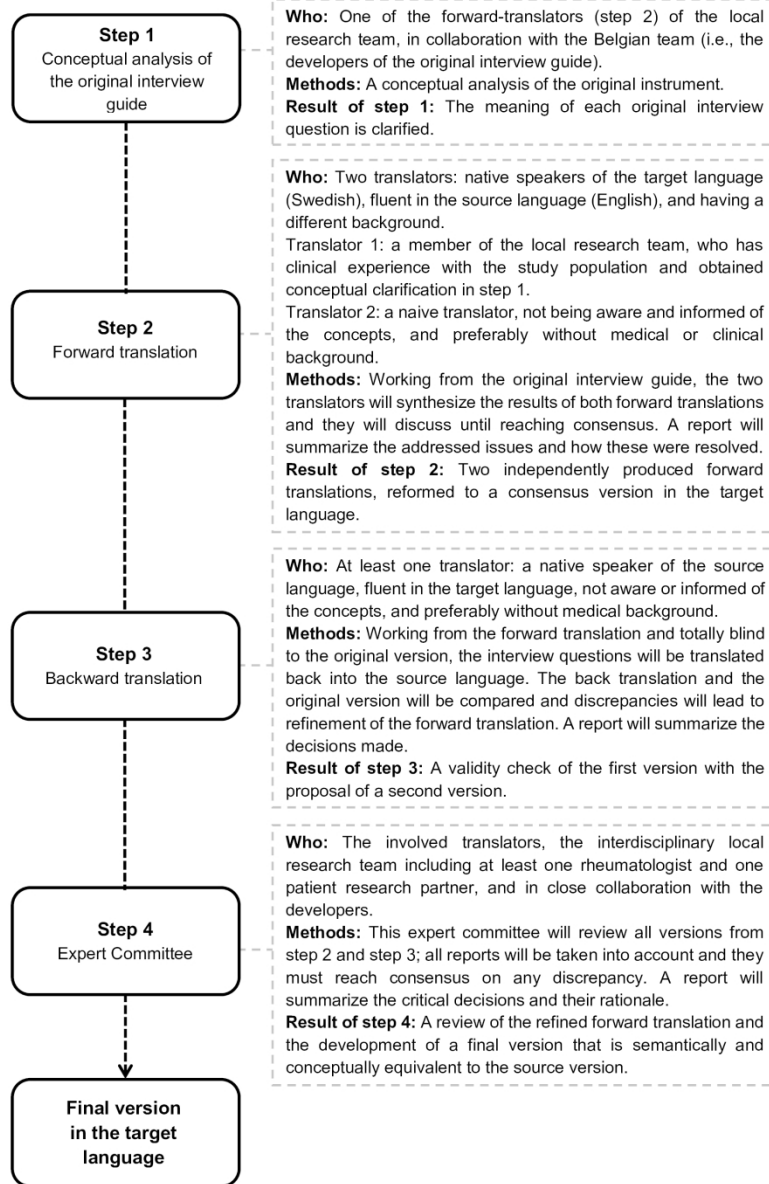 Step 1
Conceptual analysis of
the original interview
guide
Who: One of the forward-translators (step 2) of the local
research team, in collaboration with the Belgian team (i.e., the
developers of the original interview guide).
Methods: A conceptual analysis of the original instrument.
Result of step 1: The meaning of each original interview
question is clarified.
Step 2
Forward translation
Who: Two translators: native speakers of the target language
(Swedish), fluent in the source language (English), and having a
different background.
Translator 1: a member of the local research team, who has
clinical experience with the study population and obtained
conceptual clarification in step 1.
Translator 2: a naive translator, not being aware and informed
of the concepts, and preferably without medical or clinical
background.
Methods: Working from the original interview guide, the two
translators will synthesize the results of both forward translations
and they will discuss until reaching consensus. A report will
summarize the addressed issues and how these were resolved.
Result of step 2: Two independently produced forward
translations, reformed to a consensus version in the target
language.
Step 3
Backward translation
Who: At least one translator: a native speaker of the source
language, fluent in the target language, not aware or informed of
the concepts, and preferably without medical background.
Methods: Working from the forward translation and totally blind
to the original version, the interview questions will be translated
back into the source language. The back translation and the
original version will be compared and discrepancies will lead to
refinement of the forward translation. A report will summarize the
decisions made.
Result of step 3: A validity check of the first version with the
proposal of a second version.
Step 4
Expert Committee
Who: The involved translators, the interdisciplinary local
research team including at least one rheumatologist and one
patient research partner, and in close collaboration with the
developers.
Methods: This expert committee will review all versions from
step 2 and step 3; all reports will be taken into account and they
must reach consensus on any discrepancy. A report will
summarize the critical decisions and their rationale.
Result of step 4: A review of the refined forward translation and
the development of a final version that is semantically and
conceptually equivalent to the source version.
Final version
in the target
language